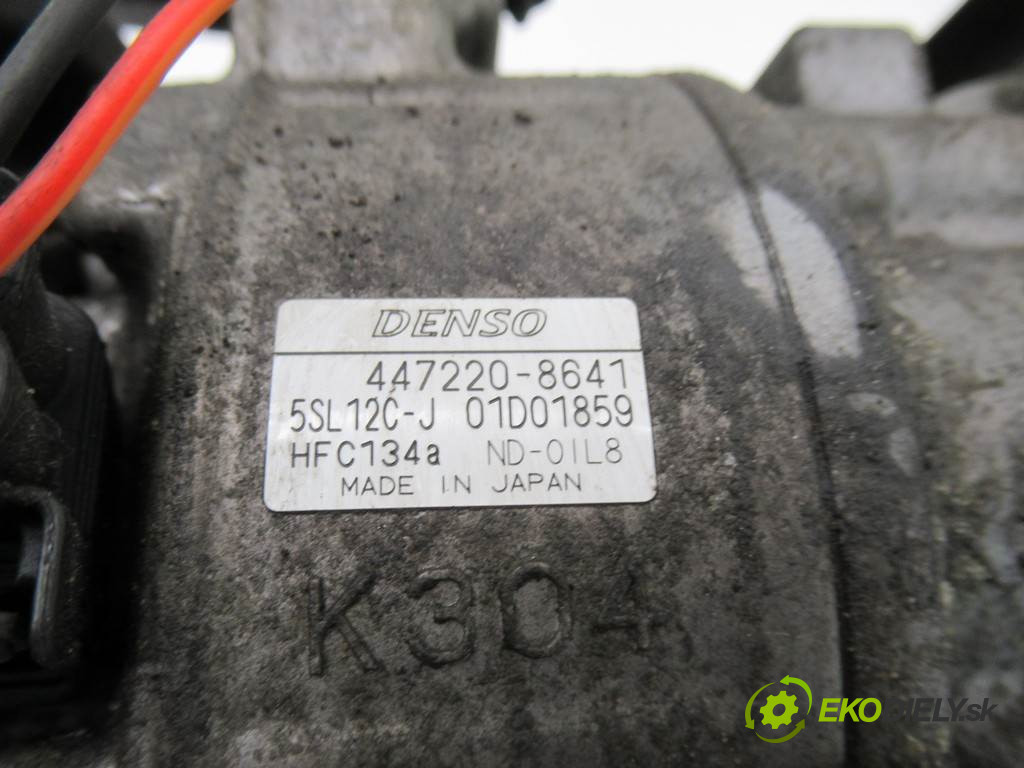 DENSO
447220-8641
5SL12C-J 01D01859
HFC134a ND-OIL8
MADE IN JAPAN
K304
EKODIELY.sk